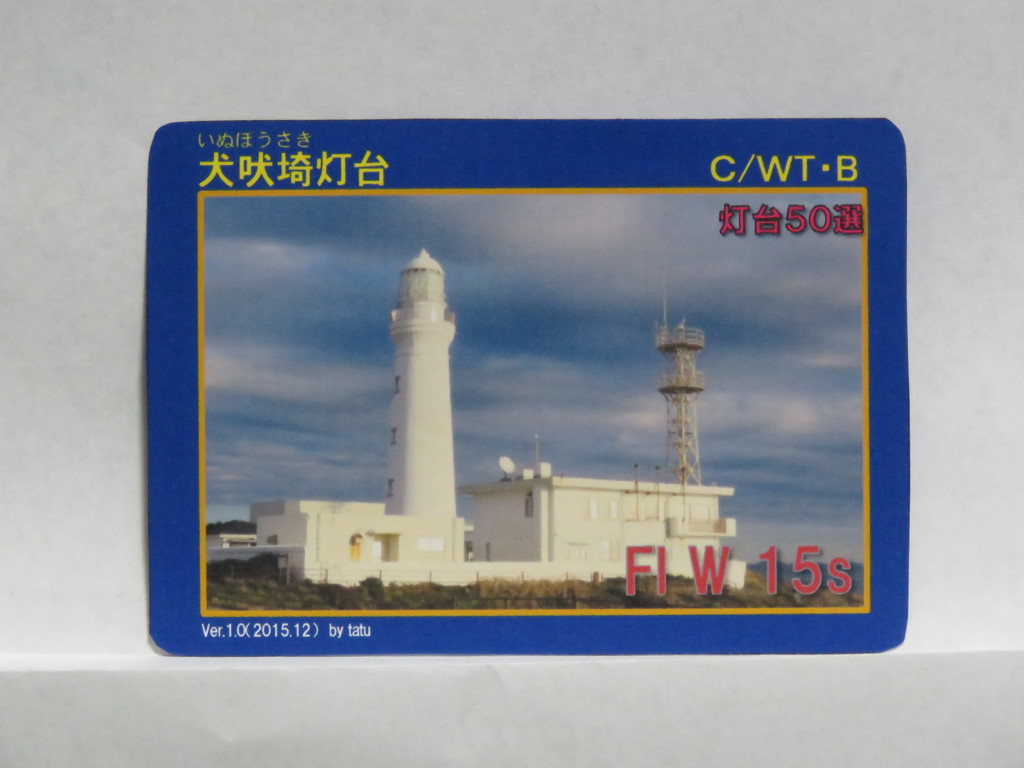 いぬぼうさき
犬吠埼灯台
C/WT・B
灯台50選
Fl W 15s
Ver.1.0(2015.12) by tatu